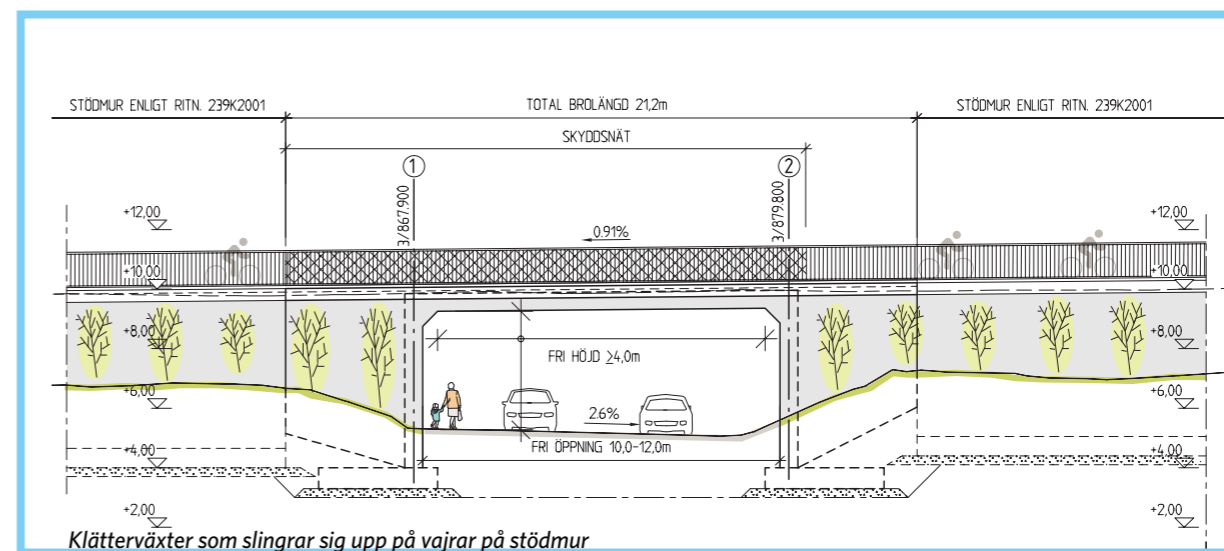 STÖDMUR ENLIGT RITN. 239K2001
TOTAL BROLÄNGD 21,2m
STÖDMUR ENLIGT RITN. 239K2001
SKYDDSNÄT
1
2
3/867.900
3/879.800
+12,00
0.91%
+12,00
+10,00
+10,00
+8,00
+8,00
FRI HÖJD ≥4,0m
+6,00
+6,00
2.6%
FRI ÖPPNING 10,0-12,0m
+4,00
+4,00
+2,00
+2,00
Klätterväxter som slingrar sig upp på vajrar på stödmur